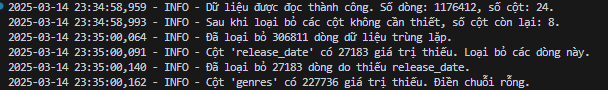 2025-03-14 23:34:58,959 - INFO - Dữ liệu được đọc thành công. Số dòng: 1176412, số cột: 24.
2025-03-14 23:34:58,993 - INFO - Sau khi loại bỏ các cột không cần thiết, số cột còn lại: 8.
2025-03-14 23:35:00,064 - INFO - Đã loại bỏ 306811 dòng dữ liệu trùng lặp.
2025-03-14 23:35:00,091 - INFO - Cột 'release_date' có 27183 giá trị thiếu. Loại bỏ các dòng này.
2025-03-14 23:35:00,140 - INFO - Đã loại bỏ 27183 dòng do thiếu release_date.
2025-03-14 23:35:00,162 - INFO - Cột 'genres' có 227736 giá trị thiếu. Điền chuỗi rỗng.